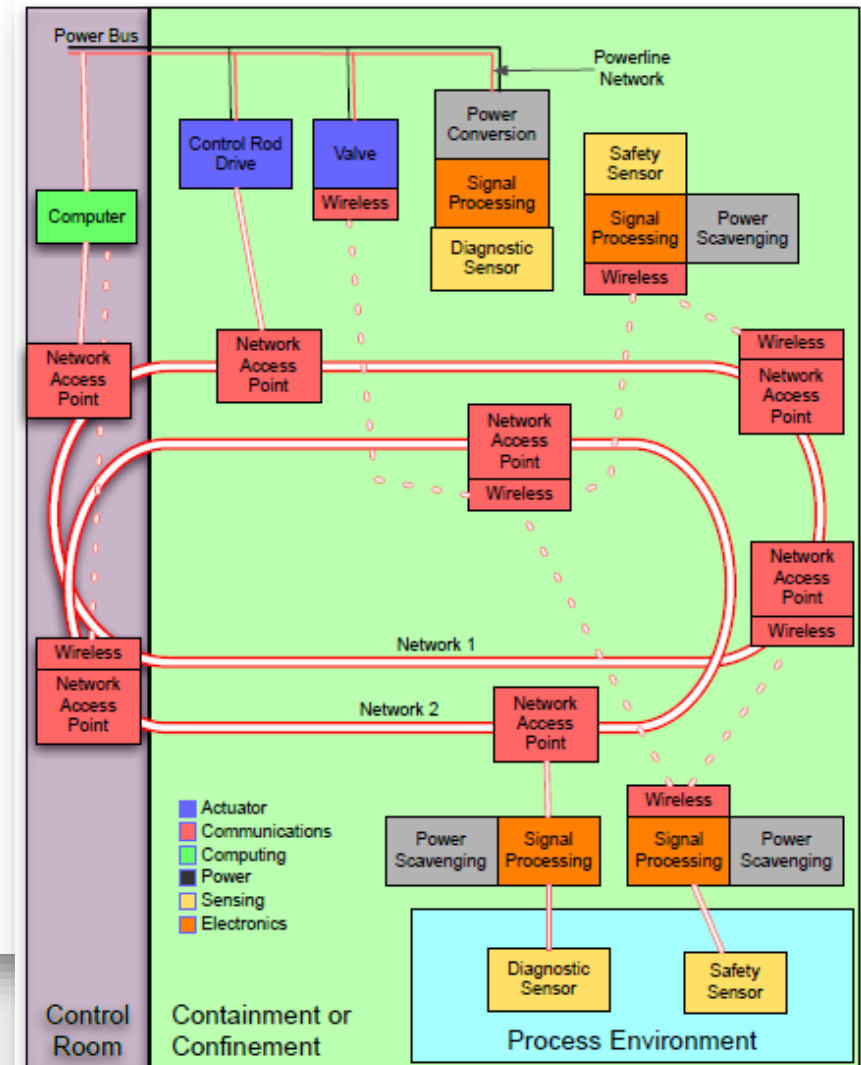 Power Bus
Powerline
Network
Control Rod
Drive
Valve
Wireless
Power
Conversion
Signal
Processing
Diagnostic
Sensor
Safety
Sensor
Signal
Processing
Power
Scavenging
Wireless
Computer
Network
Access
Point
Network
Access
Point
Wireless
Network
Access
Point
Network
Access
Point
Wireless
Network
Access
Point
Wireless
Wireless
Network
Access
Point
Network 1
Network 2
Network
Access
Point
Actuator
Communications
Computing
Power
Sensing
Electronics
Power
Scavenging
Signal
Processing
Wireless
Signal
Processing
Power
Scavenging
Diagnostic
Sensor
Safety
Sensor
Control
Room
Containment or
Confinement
Process Environment